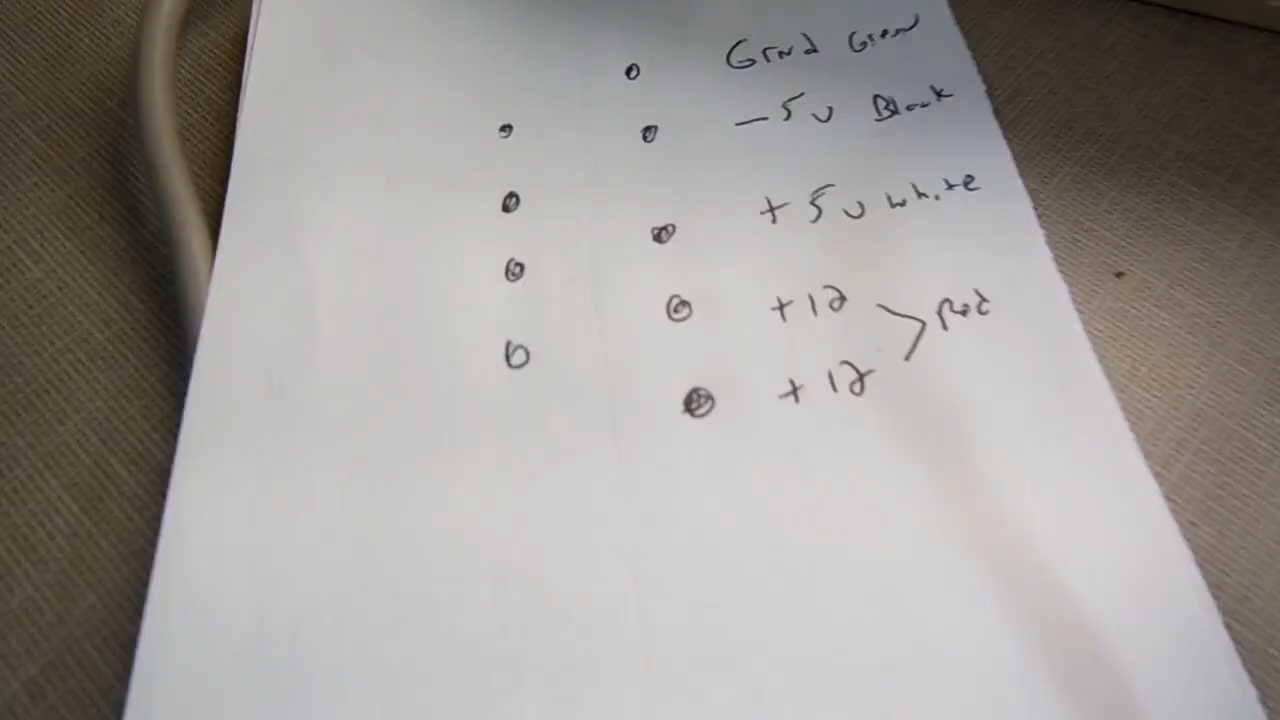 Grnd Green
- 5v Black
+ 5v white
+12
Red
+12